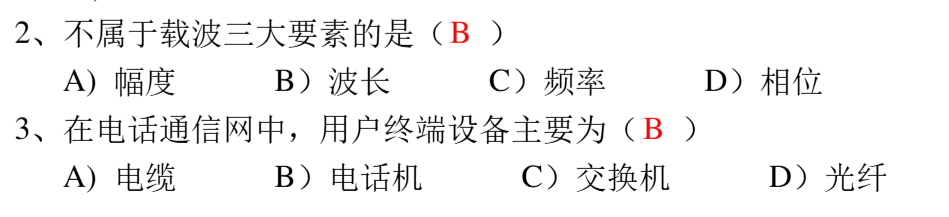 2、不属于载波三大要素的是（B ）
A) 幅度 B）波长 C）频率 D）相位
3、在电话通信网中，用户终端设备主要为（B ）
A) 电缆 B）电话机 C）交换机 D）光纤